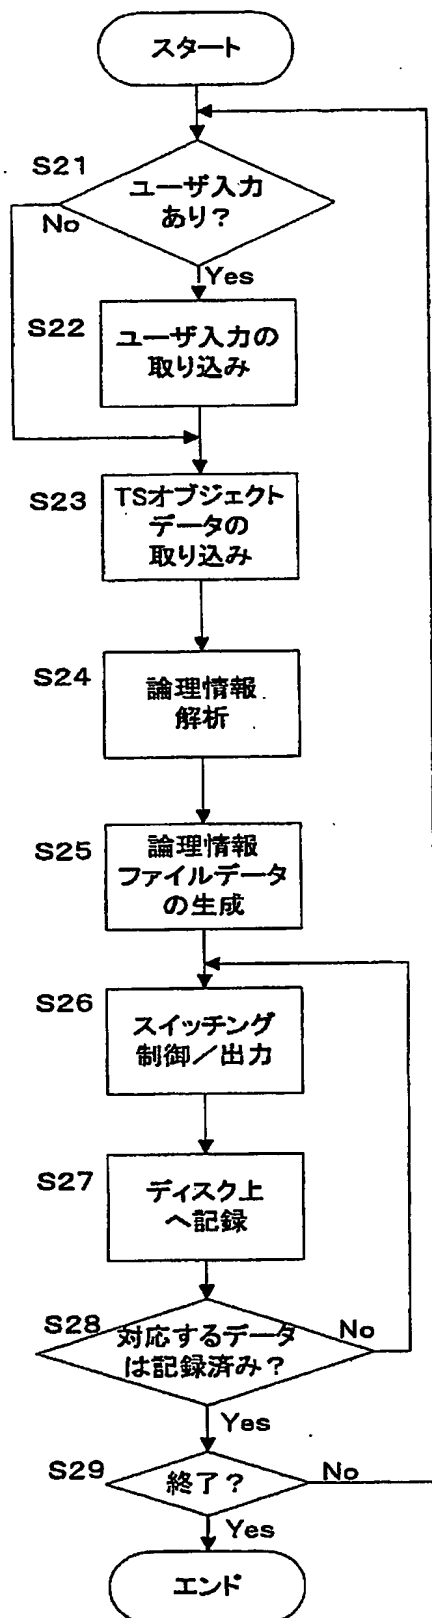 スタート
S21
ユーザ入力
あり？
No
Yes
S22
ユーザ入力の
取り込み
S23
TSオブジェクト
データの
取り込み
S24
論理情報
解析
S25
論理情報
ファイルデータ
の生成
S26
スイッチング
制御／出力
S27
ディスク上
へ記録
S28
対応するデータ
は記録済み？
No
Yes
S29
終了？
No
Yes
エンド